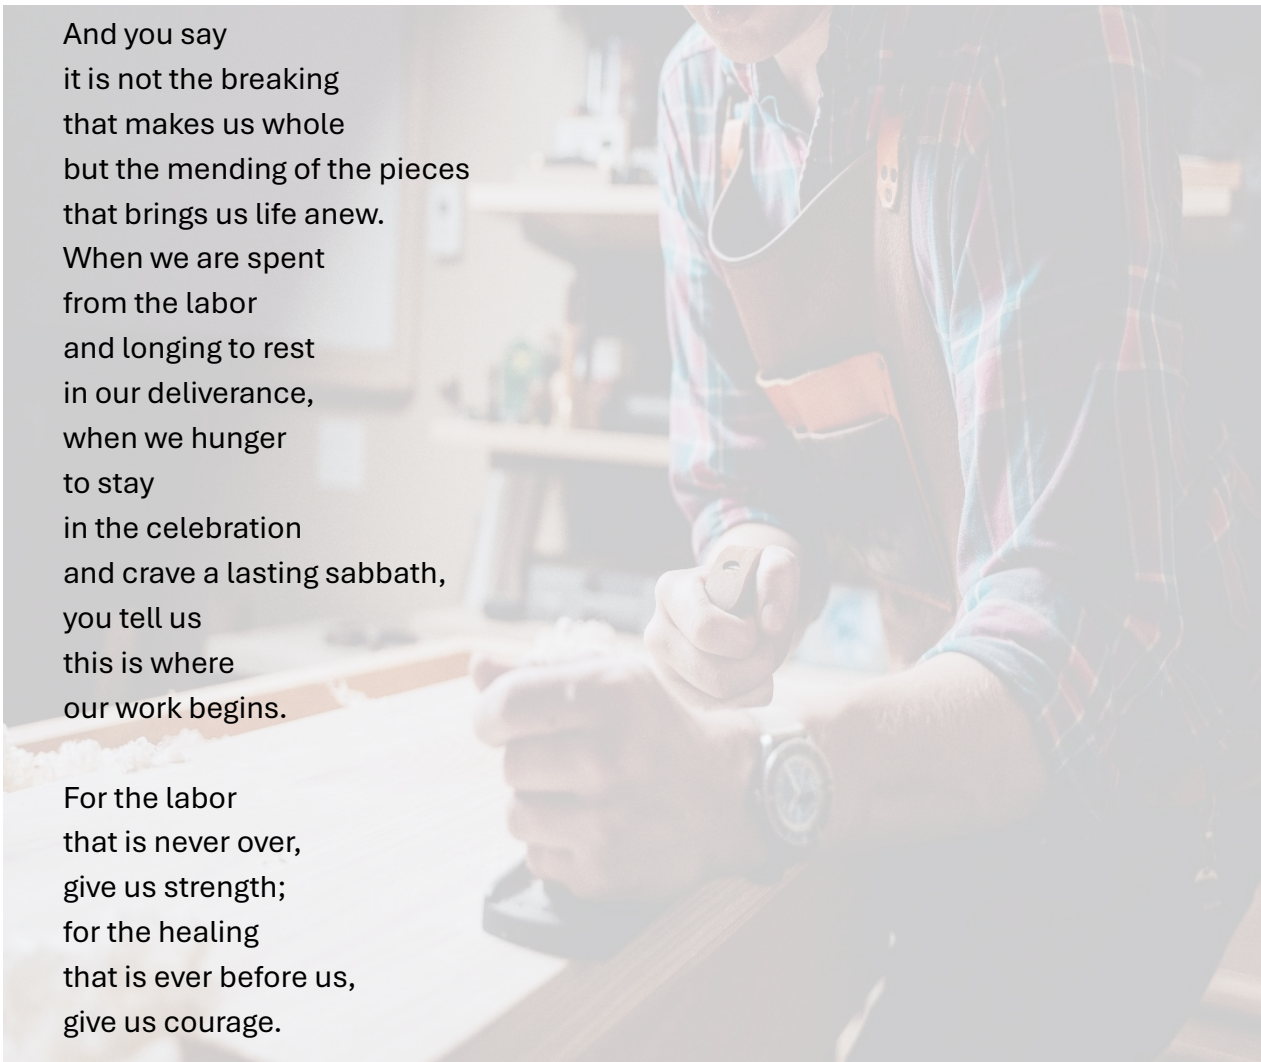 And you say
it is not the breaking
that makes us whole
but the mending of the pieces
that brings us life anew.
When we are spent
from the labor
and longing to rest
in our deliverance,
when we hunger
to stay
in the celebration
and crave a lasting sabbath,
you tell us
this is where
our work begins.

For the labor
that is never over,
give us strength;
for the healing
that is ever before us,
give us courage.